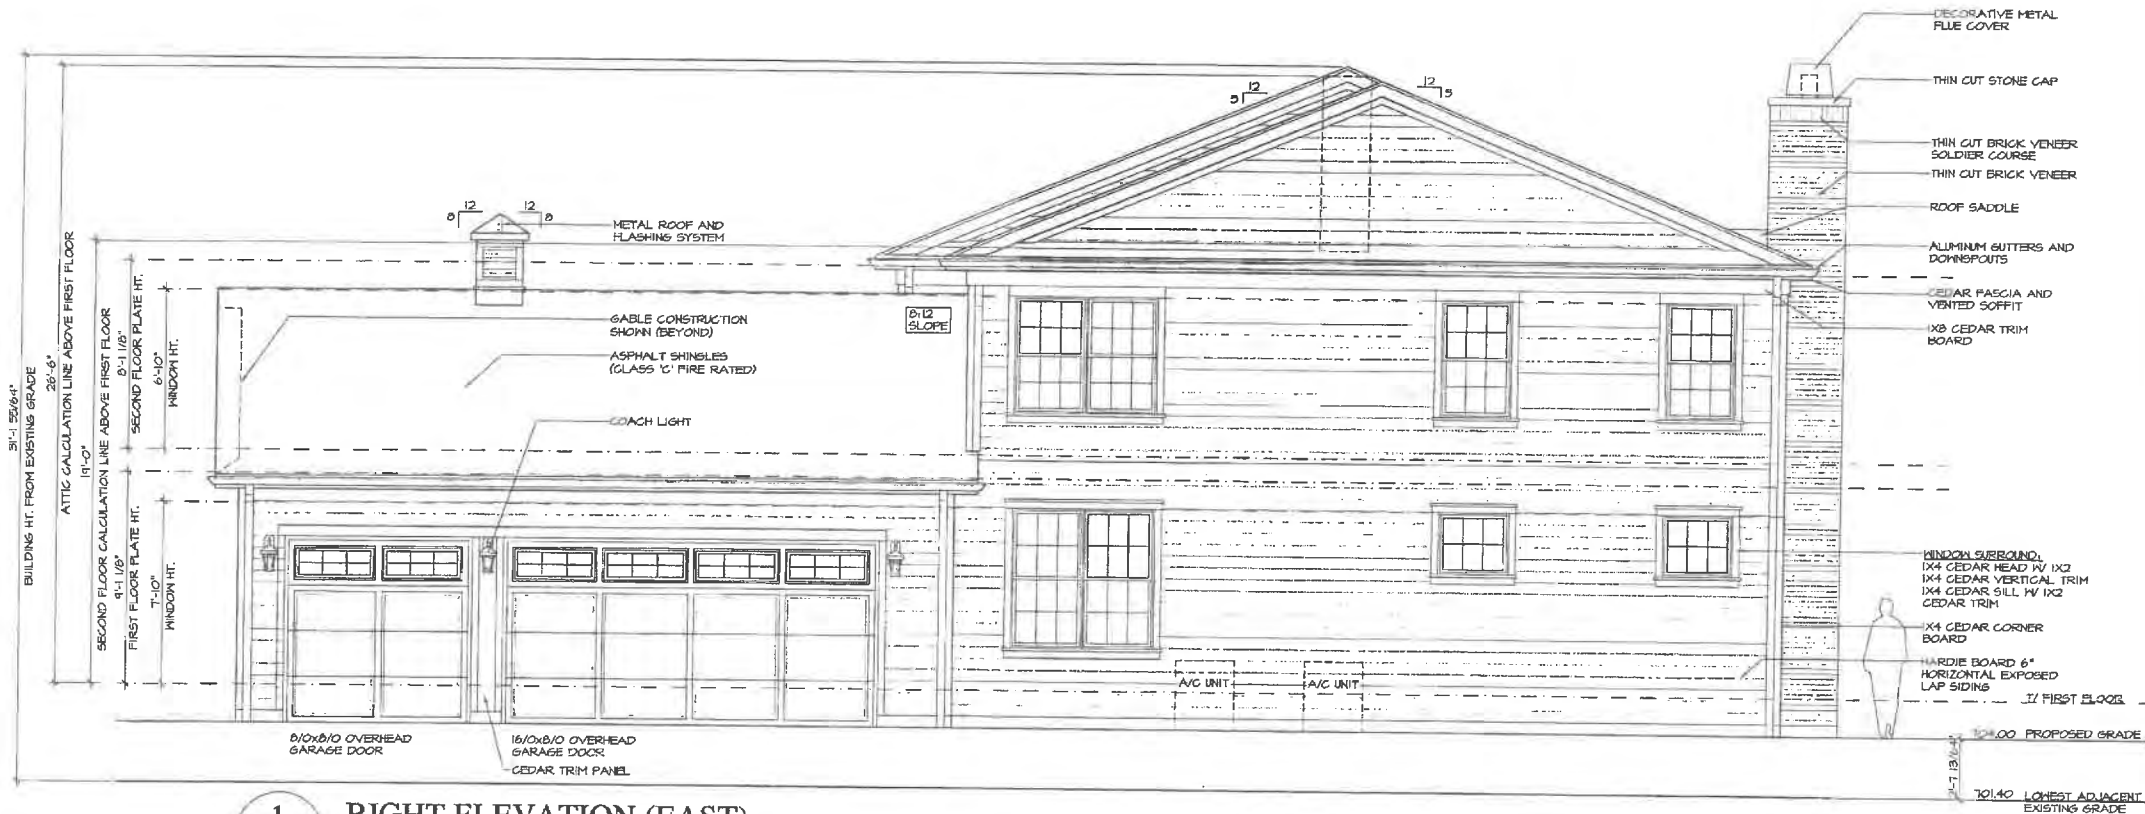 DECORATIVE METAL
FLUE COVER
THIN CUT STONE CAP
THIN CUT BRICK VENEER
SOLDIER COURSE
THIN CUT BRICK VENEER
ROOF SADDLE
ALUMINUM GUTTERS AND
DOWNSPOUTS
CEDAR FASCIA AND
VENTED SOFFIT
1X8 CEDAR TRIM
BOARD
WINDOW SURROUND,
1X4 CEDAR HEAD W/ 1X2
1X4 CEDAR VERTICAL TRIM
1X4 CEDAR SILL W/ 1X2
CEDAR TRIM
1X4 CEDAR CORNER
BOARD
HARDIE BOARD 6"
HORIZONTAL EXPOSED
LAP SIDING
T/ FIRST FLOOR
PROPOSED GRADE
701.40 LOWEST ADJACENT
EXISTING GRADE
12
5
12
5
12
8
12
8
METAL ROOF AND
FLASHING SYSTEM
GABLE CONSTRUCTION
SHOWN (BEYOND)
ASPHALT SHINGLES
(CLASS 'C' FIRE RATED)
8:12
SLOPE
COACH LIGHT
BUILDING HT. FROM EXISTING GRADE
26'-6"
ATTIC CALCULATION LINE ABOVE FIRST FLOOR
19'-0"
SECOND FLOOR CALCULATION LINE ABOVE FIRST FLOOR
8'-1 1/8"
SECOND FLOOR PLATE HT.
6'-10"
WINDOW HT.
9'-1 1/8"
FIRST FLOOR PLATE HT.
7'-10"
WINDOW HT.
A/C UNIT
A/C UNIT
8/0x8/0 OVERHEAD
GARAGE DOOR
16/0x8/0 OVERHEAD
GARAGE DOOR
CEDAR TRIM PANEL
1
RIGHT ELEVATION (EAST)